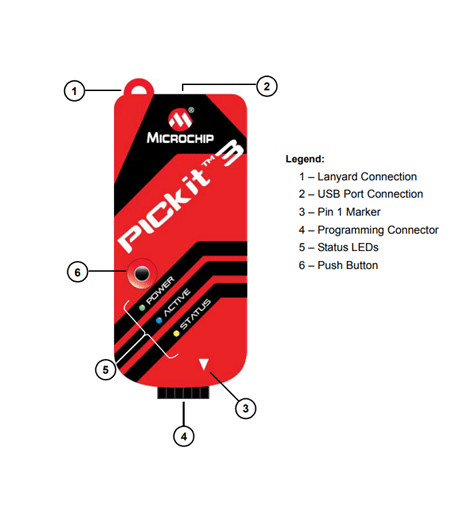 1
2
®
MICROCHIP
PICkit™ 3
Legend:
1 – Lanyard Connection
2 – USB Port Connection
3 – Pin 1 Marker
4 – Programming Connector
5 – Status LEDs
6 – Push Button
6
POWER
ACTIVE
STATUS
5
3
4